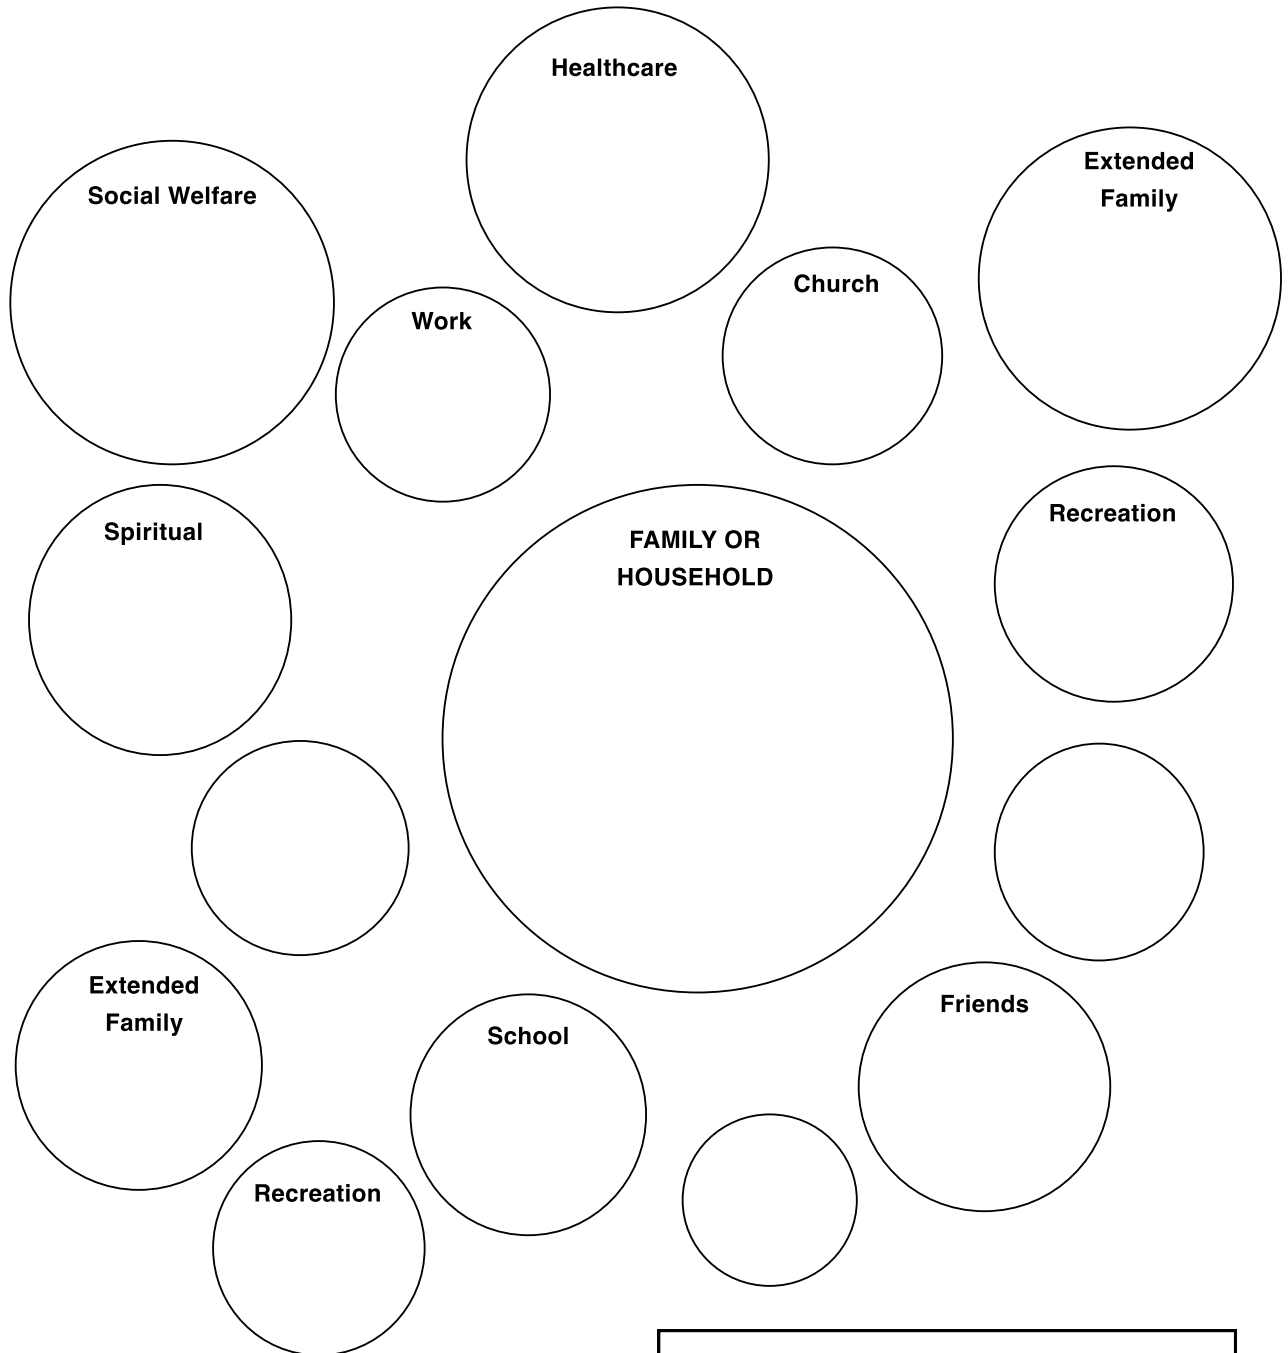 Healthcare
Extended
Family
Social Welfare
Church
Work
Recreation
Spiritual
FAMILY OR
HOUSEHOLD
Extended
Family
Friends
School
Recreation